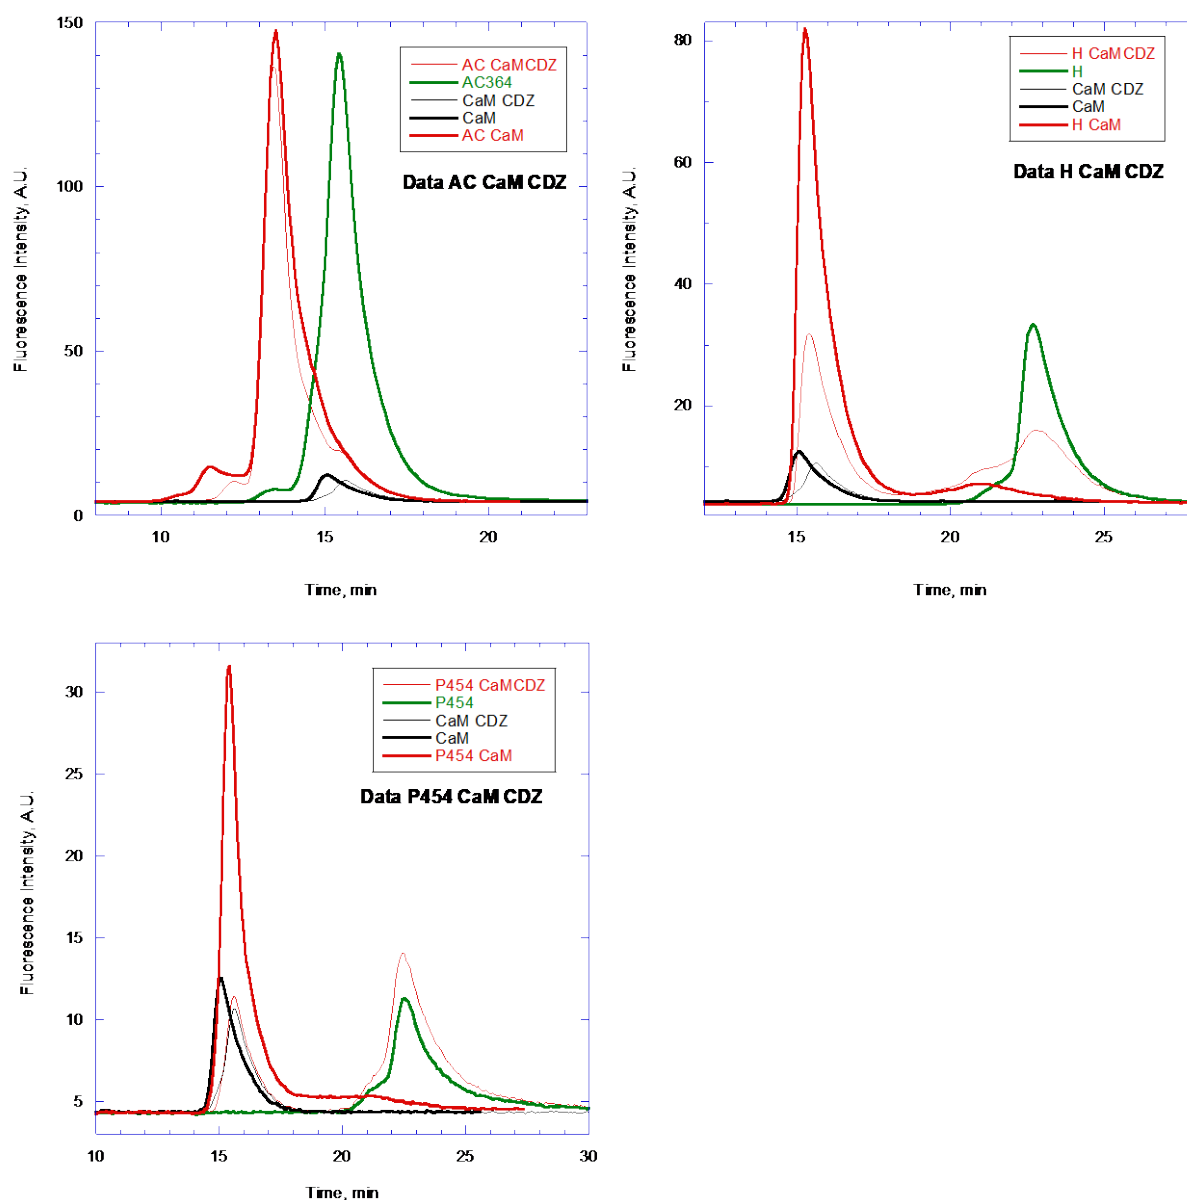 150
100
50
0
10
15
20
Fluorescence Intensity, A.U.
Time, min
AC CaMCDZ
AC364
CaM CDZ
CaM
AC CaM
Data AC CaM CDZ
80
60
40
20
15
20
25
Fluorescence Intensity, A.U.
Time, min
H CaMCDZ
H
CaM CDZ
CaM
H CaM
Data H CaM CDZ
30
25
20
15
10
5
10
15
20
25
30
Fluorescence Intensity, A.U.
Time, min
P454 CaMCDZ
P454
CaM CDZ
CaM
P454 CaM
Data P454 CaM CDZ